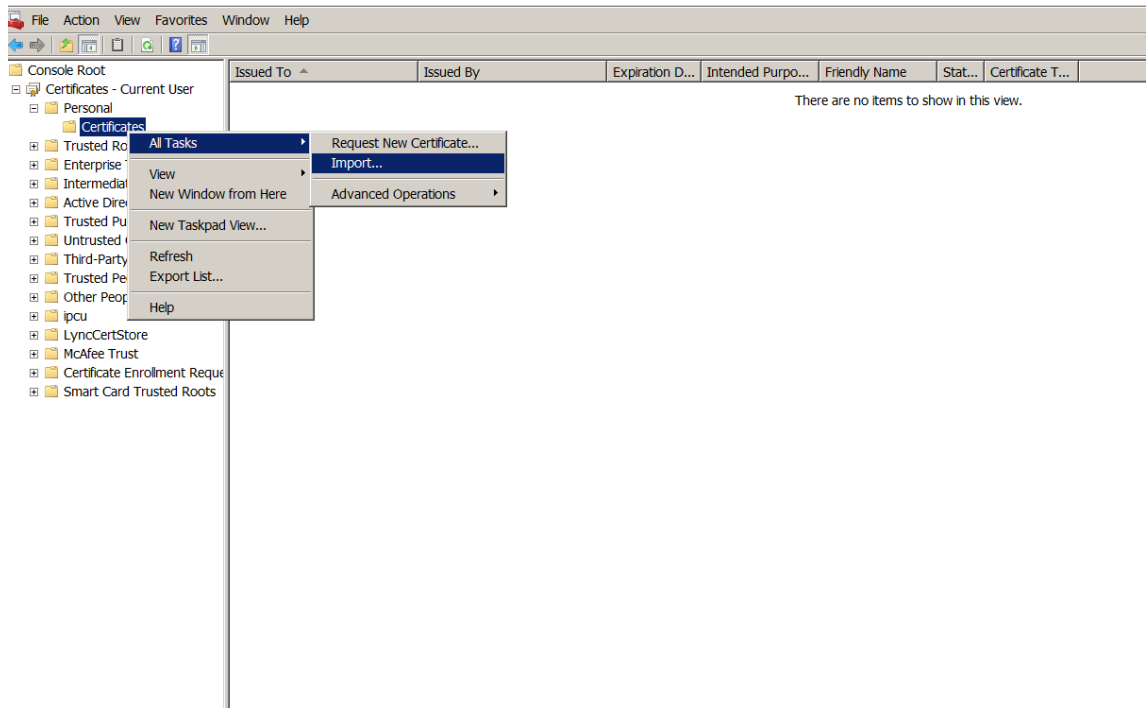 File Action View Favorites Window Help
Console Root
Certificates - Current User
Personal
Certificates
Trusted Ro
Enterprise
Intermediat
Active Dire
Trusted Pu
Untrusted
Third-Party
Trusted Pe
Other Peop
ipcu
LyncCertStore
McAfee Trust
Certificate Enrollment Reque
Smart Card Trusted Roots
All Tasks
View
New Window from Here
New Taskpad View...
Refresh
Export List...
Help
Request New Certificate...
Import...
Advanced Operations
Issued To Issued By Expiration D... Intended Purpo... Friendly Name Stat... Certificate T...
There are no items to show in this view.